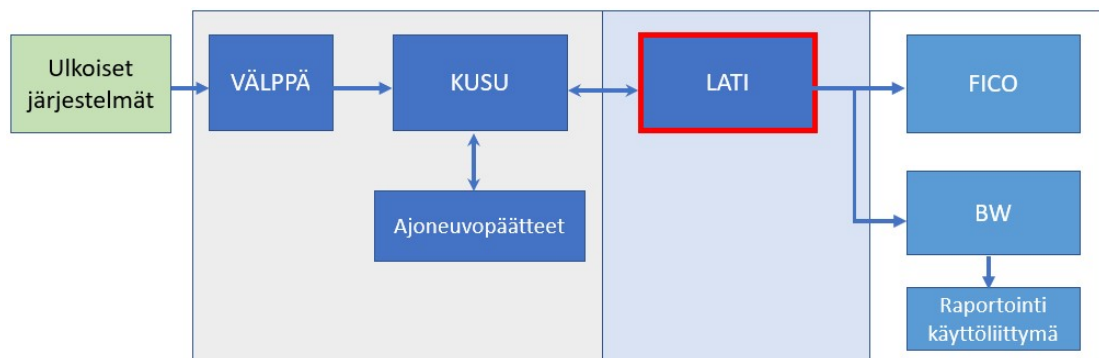 Ulkoiset
järjestelmät
VÄLPPÄ
KUSU
LATI
FICO
Ajoneuvopäätteet
BW
Raportointi
käyttöliittymä